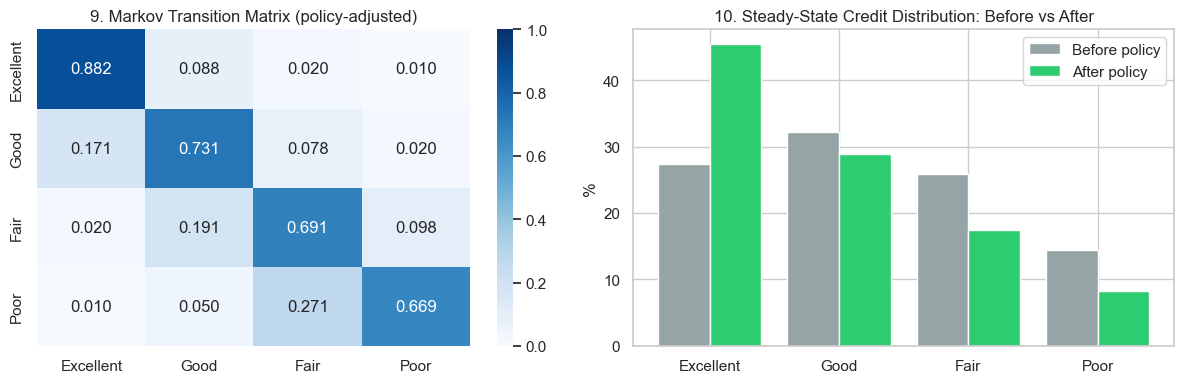 9. Markov Transition Matrix (policy-adjusted)
Excellent 0.882 0.088 0.020 0.010
Good 0.171 0.731 0.078 0.020
Fair 0.020 0.191 0.691 0.098
Poor 0.010 0.050 0.271 0.669
Excellent Good Fair Poor
1.0
0.8
0.6
0.4
0.2
0.0
10. Steady-State Credit Distribution: Before vs After
Before policy
After policy
%
40
30
20
10
0
Excellent Good Fair Poor